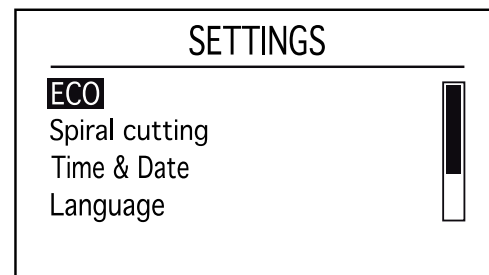 SETTINGS
ECO
Spiral cutting
Time & Date
Language